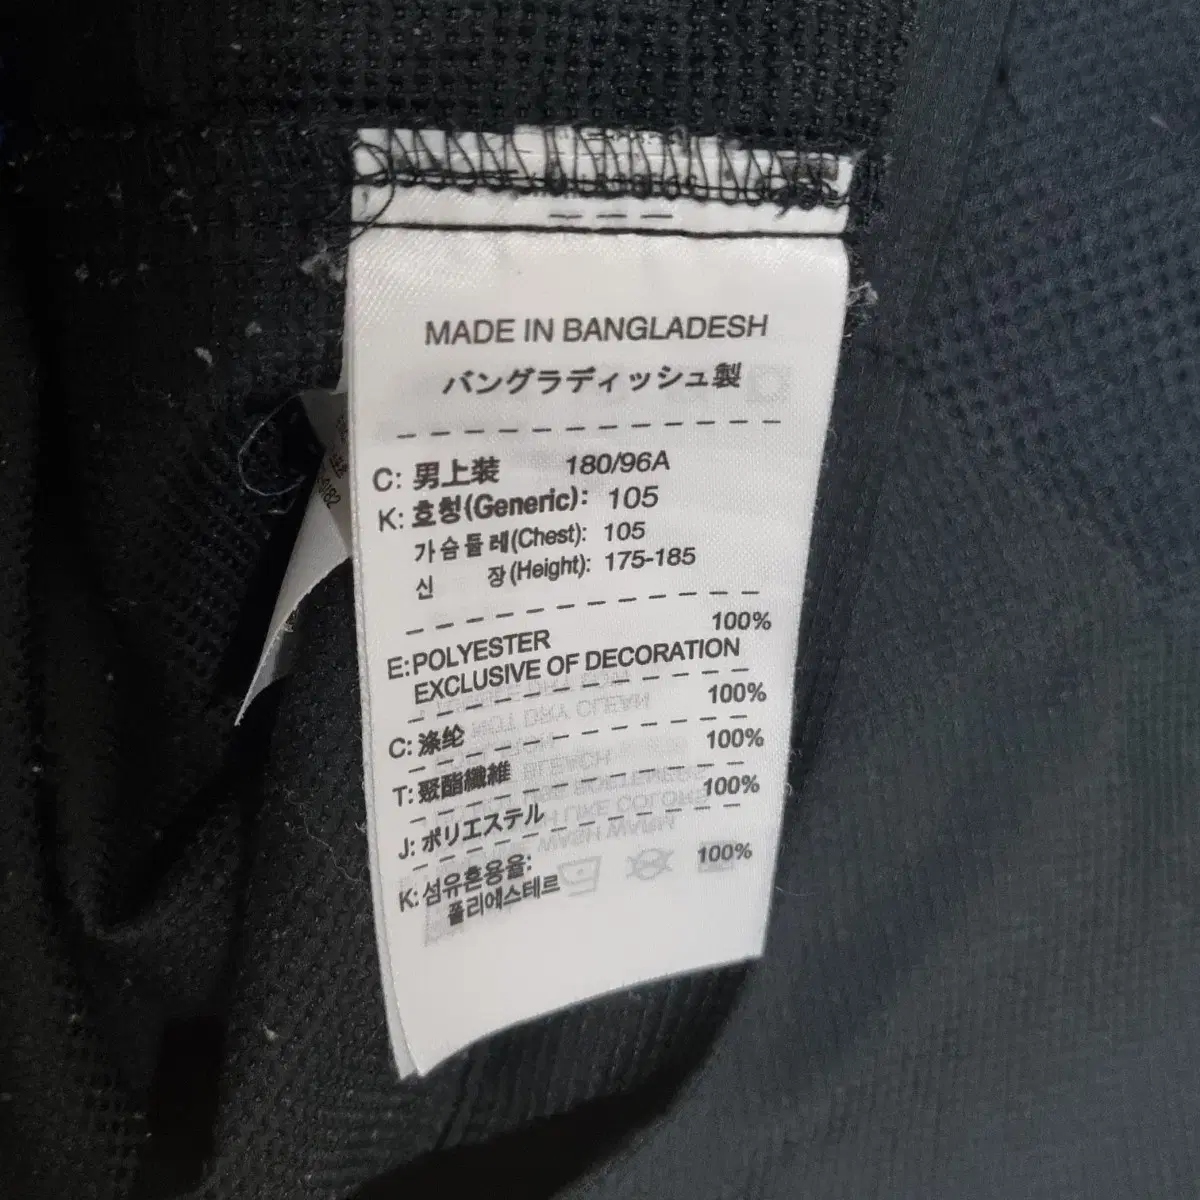 MADE IN BANGLADESH
バングラディッシュ製
C: 男上装 180/96A
K: 호칭(Generic): 105
가슴둘레(Chest): 105
신 장(Height): 175-185
E: POLYESTER 100%
EXCLUSIVE OF DECORATION
C: 涤纶 100%
T: 聚酯纖維 100%
J: ポリエステル 100%
K: 섬유혼용율:
폴리에스테르 100%